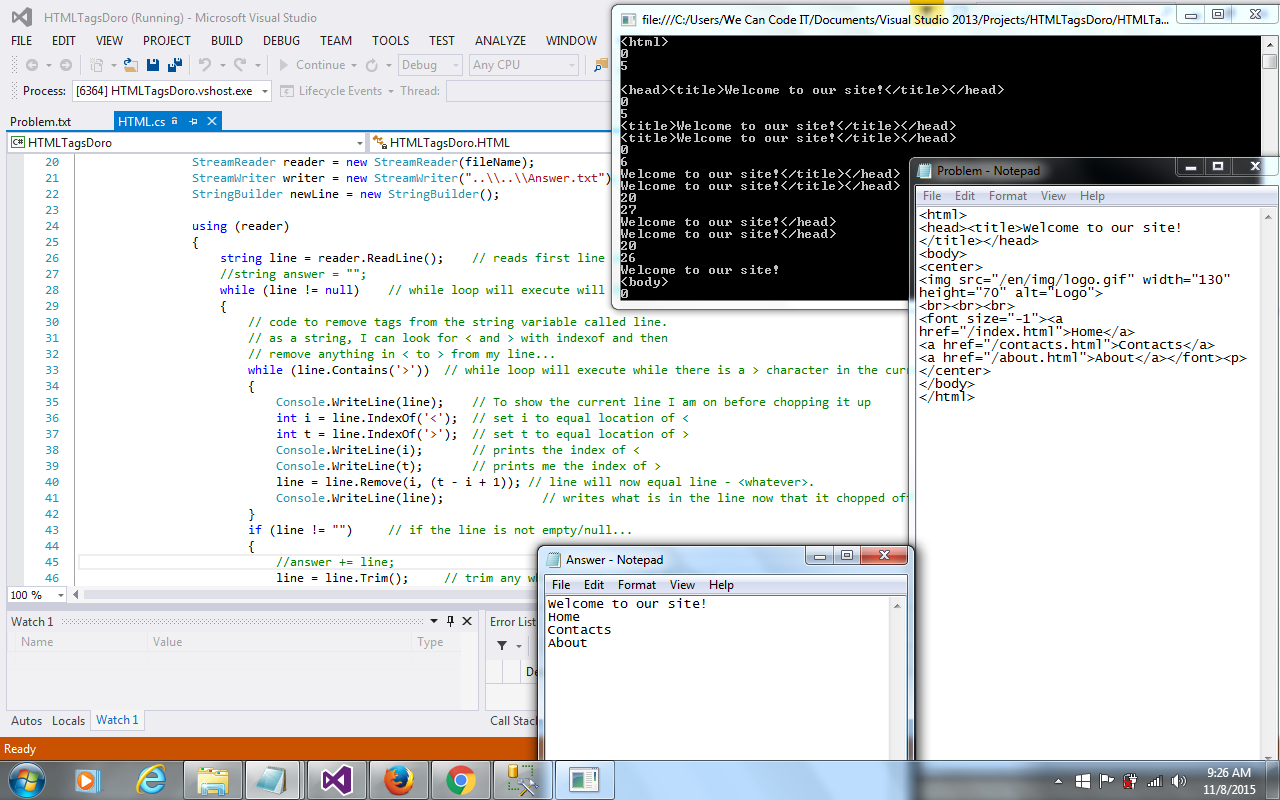 HTMLTagsDoro (Running) - Microsoft Visual Studio
FILE EDIT VIEW PROJECT BUILD DEBUG TEAM TOOLS TEST ANALYZE WINDOW
Continue Debug Any CPU
Process: [6364] HTMLTagsDoro.vshost.exe Lifecycle Events Thread:
Problem.txt HTML.cs
HTMLTagsDoro HTMLTagsDoro.HTML
20 StreamReader reader = new StreamReader(fileName);
21 StreamWriter writer = new StreamWriter("..\\..\\Answer.txt")
22 StringBuilder newLine = new StringBuilder();
23
24 using (reader)
25 {
26 string line = reader.ReadLine(); // reads first line
27 //string answer = "";
28 while (line != null) // while loop will execute will
29 {
30 // code to remove tags from the string variable called line.
31 // as a string, I can look for < and > with indexof and then
32 // remove anything in < to > from my line...
33 while (line.Contains('>')) // while loop will execute while there is a > character in the curr
34 {
35 Console.WriteLine(line); // To show the current line I am on before chopping it up
36 int i = line.IndexOf('<'); // set i to equal location of <
37 int t = line.IndexOf('>'); // set t to equal location of >
38 Console.WriteLine(i); // prints the index of <
39 Console.WriteLine(t); // prints me the index of >
40 line = line.Remove(i, (t - i + 1)); // line will now equal line - <whatever>.
41 Console.WriteLine(line); // writes what is in the line now that it chopped of
42 }
43 if (line != "") // if the line is not empty/null...
44 {
45 //answer += line;
46 line = line.Trim(); // trim any w
100 %
Watch 1
Name Value Type
Autos Locals Watch 1
Error List
De
Call Stac
Ready
file:///C:/Users/We Can Code IT/Documents/Visual Studio 2013/Projects/HTMLTagsDoro/HTMLTa...
<html>
0
5
<head><title>Welcome to our site!</title></head>
0
5
<title>Welcome to our site!</title></head>
<title>Welcome to our site!</title></head>
0
6
Welcome to our site!</title></head>
Welcome to our site!</title></head>
20
27
Welcome to our site!</head>
Welcome to our site!</head>
20
26
Welcome to our site!
<body>
0
Problem - Notepad
File Edit Format View Help
<html>
<head><title>Welcome to our site!
</title></head>
<body>
<center>
<img src="/en/img/logo.gif" width="130"
height="70" alt="Logo">
<br><br><br>
<font size="-1"><a
href="/index.html">Home</a>
<a href="/contacts.html">Contacts</a>
<a href="/about.html">About</a></font><p>
</center>
</body>
</html>
Answer - Notepad
File Edit Format View Help
Welcome to our site!
Home
Contacts
About
9:26 AM
11/8/2015